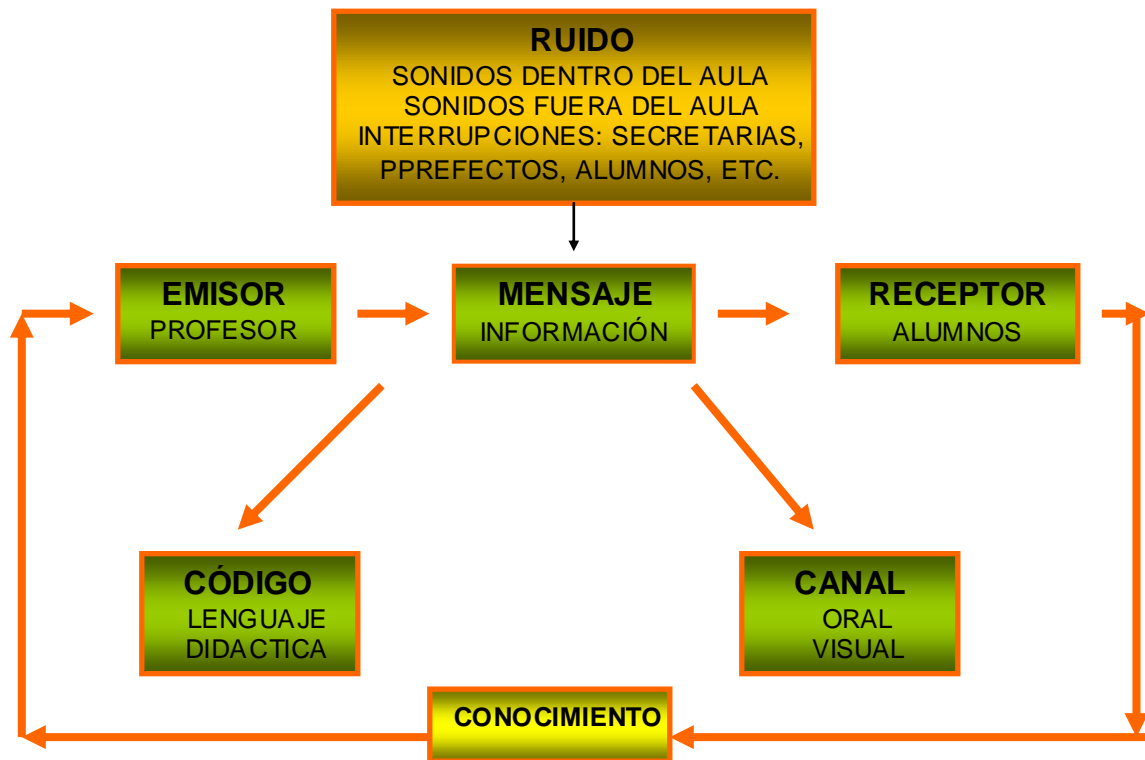 RUIDO
SONIDOS DENTRO DEL AULA
SONIDOS FUERA DEL AULA
INTERRUPCIONES: SECRETARIAS,
PPREFECTOS, ALUMNOS, ETC.
EMISOR
PROFESOR
MENSAJE
INFORMACIÓN
RECEPTOR
ALUMNOS
CÓDIGO
LENGUAJE
DIDACTICA
CANAL
ORAL
VISUAL
CONOCIMIENTO